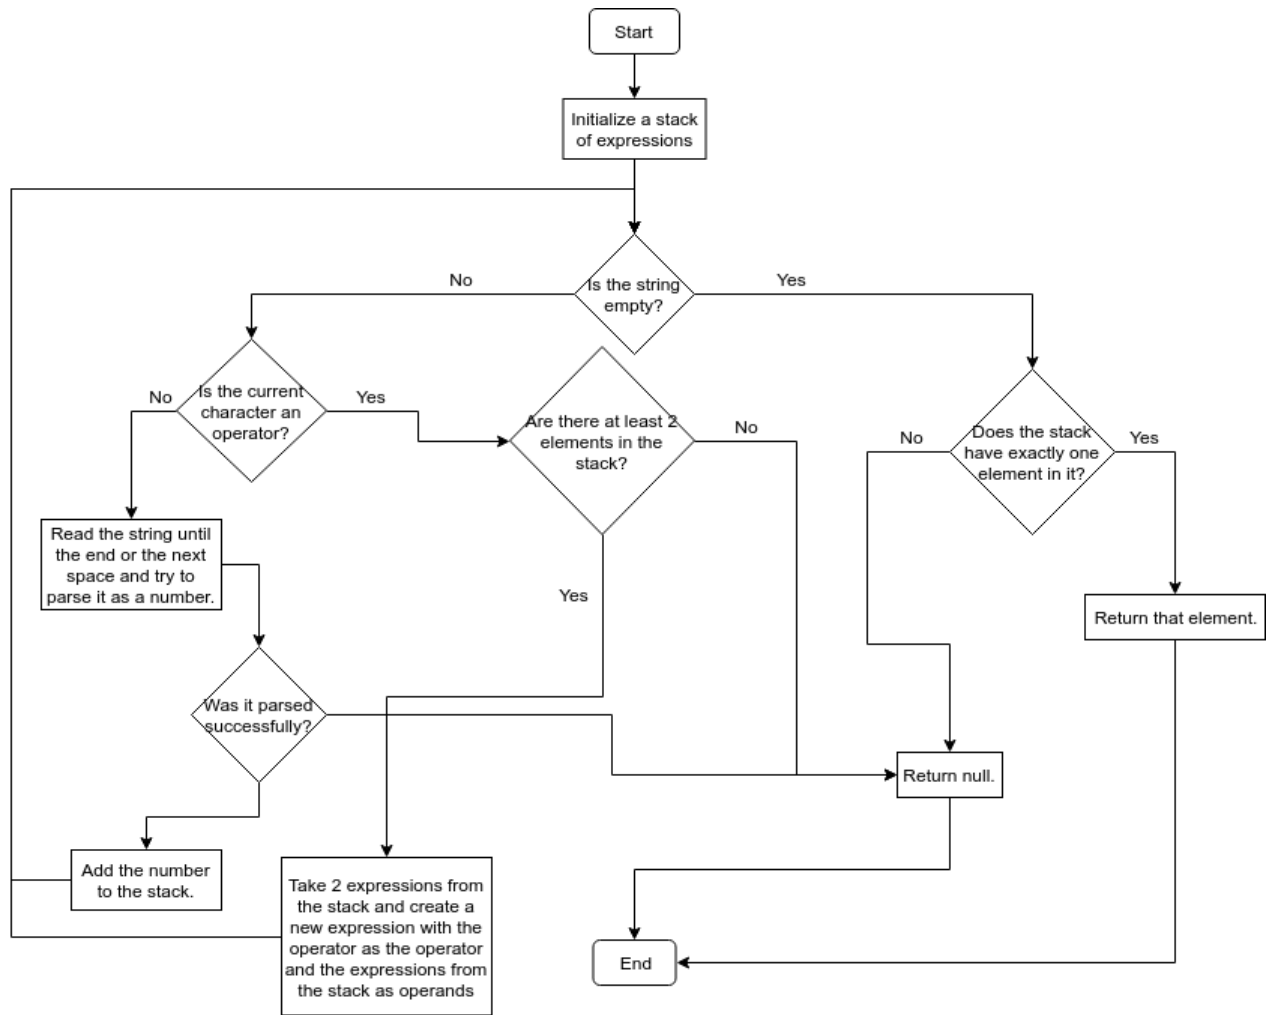 Start
Initialize a stack
of expressions
No
Yes
Is the string
empty?
No
Is the current
character an
operator?
Yes
Are there at least 2
elements in the
stack?
No
No
Does the stack
have exactly one
element in it?
Yes
Read the string until
the end or the next
space and try to
parse it as a number.
Yes
Return that element.
Was it parsed
successfully?
Return null.
Add the number
to the stack.
Take 2 expressions from
the stack and create a
new expression with the
operator as the operator
and the expressions from
the stack as operands
End